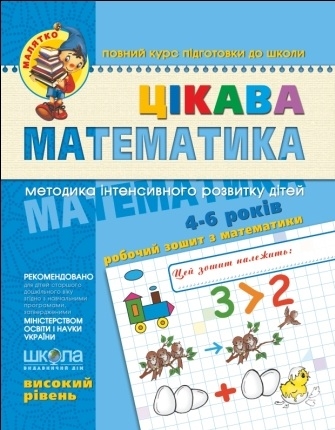 МАЛЯТКО
повний курс підготовки до школи
ЦІКАВА
МАТЕМАТИКА
МАТЕМАТИКА
методика інтенсивного розвитку дітей
4-6 років
робочий зошит з математики
Цей зошит належить:
3>2
РЕКОМЕНДОВАНО
для дітей старшого
дошкільного віку
згідно з навчальними
програмами,
затвердженими
МІНІСТЕРСТВОМ
ОСВІТИ І НАУКИ
УКРАЇНИ
ШКОЛА
ВИДАВНИЧИЙ ДІМ
ВИСОКИЙ
РІВЕНЬ
+ =